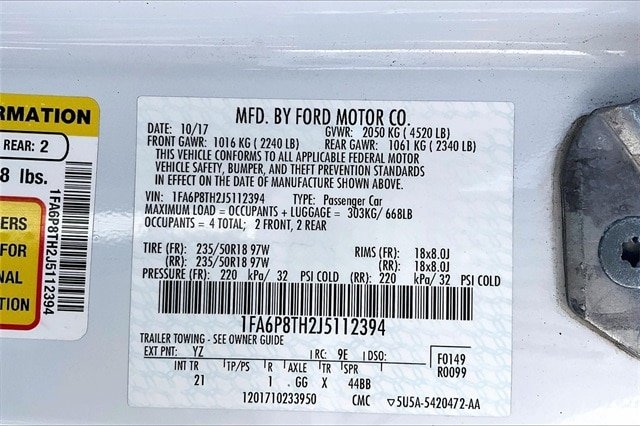 RMATION
REAR: 2
8 lbs.
ERS
FOR
NAL
ION
1FA6P8TH2J5112394
MFD. BY FORD MOTOR CO.
DATE: 10/17 GVWR: 2050 KG (4520 LB)
FRONT GAWR: 1016 KG (2240 LB) REAR GAWR: 1061 KG (2340 LB)
THIS VEHICLE CONFORMS TO ALL APPLICABLE FEDERAL MOTOR
VEHICLE SAFETY, BUMPER, AND THEFT PREVENTION STANDARDS
IN EFFECT ON THE DATE OF MANUFACTURE SHOWN ABOVE.
VIN: 1FA6P8TH2J5112394 TYPE: Passenger Car
MAXIMUM LOAD = OCCUPANTS + LUGGAGE = 303KG/ 668LB
OCCUPANTS = 4 TOTAL; 2 FRONT, 2 REAR
TIRE (FR): 235/50R18 97W RIMS (FR): 18x8.0J
(RR): 235/50R18 97W (RR): 18x8.0J
PRESSURE (FR): 220 kPa/ 32 PSI COLD (RR): 220 kPa/ 32 PSI COLD
1FA6P8TH2J5112394
TRAILER TOWING - SEE OWNER GUIDE
EXT PNT: YZ RC: 9E DSO: F0149
INT TR TP/PS R AXLE TR SPR R0099
21 1 . GG X 44BB
1201710233950 CMC ▽5U5A-5420472-AA